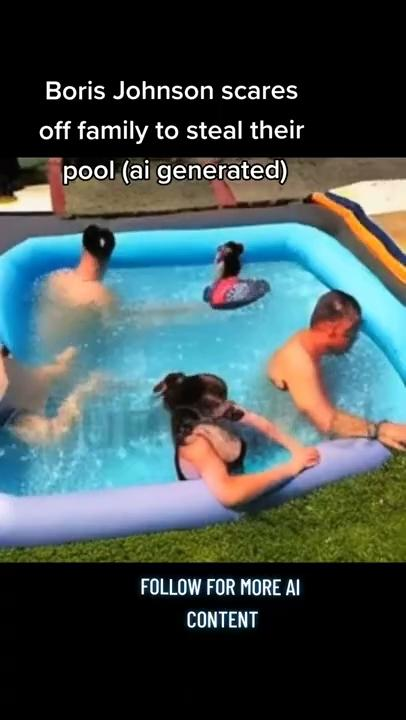 Boris Johnson scares
off family to steal their
pool (ai generated)
FOLLOW FOR MORE AI
CONTENT